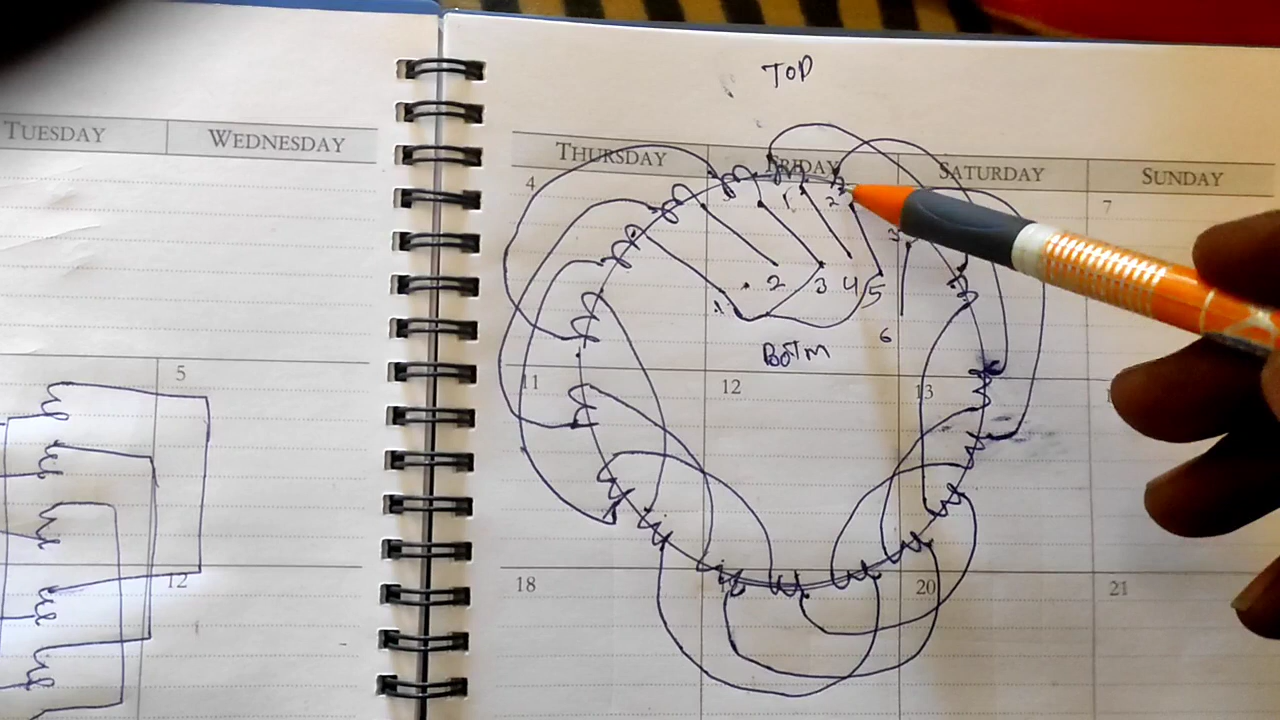 TOP
TUESDAY WEDNESDAY
THURSDAY FRIDAY SATURDAY SUNDAY
4 7
1 2
3
2 3 4 5
1
6
BOTM
5 11 12 13
12 18 20 21